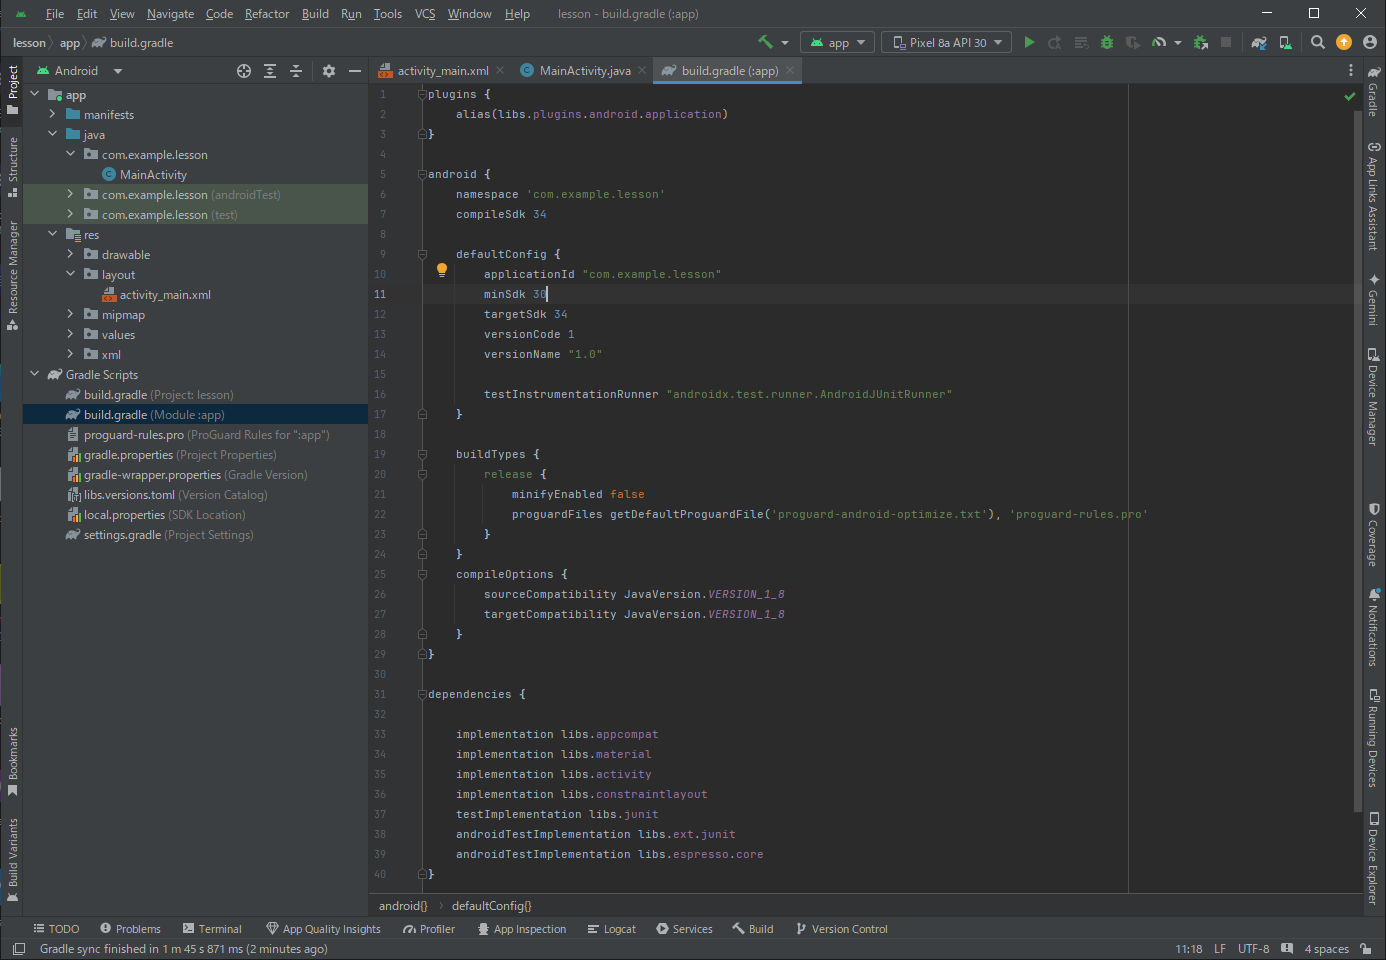 File Edit View Navigate Code Refactor Build Run Tools VCS Window Help lesson - build.gradle (:app)
lesson app build.gradle app Pixel 8a API 30
Project
Structure
Resource Manager
Bookmarks
Build Variants
Android
app
manifests
java
com.example.lesson
MainActivity
com.example.lesson (androidTest)
com.example.lesson (test)
res
drawable
layout
activity_main.xml
mipmap
values
xml
Gradle Scripts
build.gradle (Project: lesson)
build.gradle (Module :app)
proguard-rules.pro (ProGuard Rules for ":app")
gradle.properties (Project Properties)
gradle-wrapper.properties (Gradle Version)
libs.versions.toml (Version Catalog)
local.properties (SDK Location)
settings.gradle (Project Settings)
activity_main.xml MainActivity.java build.gradle (:app)
1 plugins {
2 alias(libs.plugins.android.application)
3 }
4
5 android {
6 namespace 'com.example.lesson'
7 compileSdk 34
8
9 defaultConfig {
10 applicationId "com.example.lesson"
11 minSdk 30
12 targetSdk 34
13 versionCode 1
14 versionName "1.0"
15
16 testInstrumentationRunner "androidx.test.runner.AndroidJUnitRunner"
17 }
18
19 buildTypes {
20 release {
21 minifyEnabled false
22 proguardFiles getDefaultProguardFile('proguard-android-optimize.txt'), 'proguard-rules.pro'
23 }
24 }
25 compileOptions {
26 sourceCompatibility JavaVersion.VERSION_1_8
27 targetCompatibility JavaVersion.VERSION_1_8
28 }
29 }
30
31 dependencies {
32
33 implementation libs.appcompat
34 implementation libs.material
35 implementation libs.activity
36 implementation libs.constraintlayout
37 testImplementation libs.junit
38 androidTestImplementation libs.ext.junit
39 androidTestImplementation libs.espresso.core
40 }
android{} defaultConfig{}
Gradle
App Links Assistant
Gemini
Device Manager
Coverage
Notifications
Running Devices
Device Explorer
TODO Problems Terminal App Quality Insights Profiler App Inspection Logcat Services Build Version Control
Gradle sync finished in 1 m 45 s 871 ms (2 minutes ago) 11:18 LF UTF-8 4 spaces